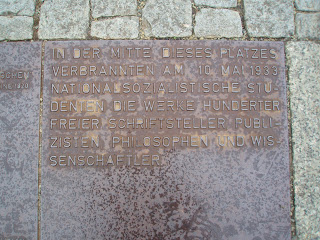 IN DER MITTE DIESES PLATZES
VERBRANNTEN AM 10. MAI 1933
NATIONALSOZIALISTISCHE STU-
DENTEN DIE WERKE HUNDERTER
FREIER SCHRIFTSTELLER, PUBLI-
ZISTEN, PHILOSOPHEN UND WIS-
SENSCHAFTLER.